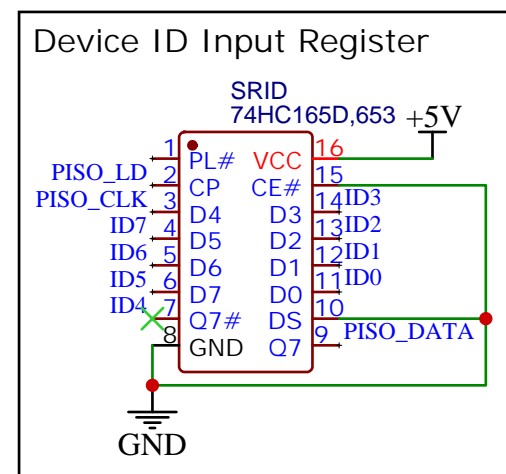 Device ID Input Register
SRID
74HC165D,653 +5V
1 PL# VCC 16
PISO_LD 2 CP CE# 15
PISO_CLK 3 D4 D3 14 ID3
ID7 4 D5 D2 13 ID2
ID6 5 D6 D1 12 ID1
ID5 6 D7 D0 11 ID0
ID4 7 Q7# DS 10
8 GND Q7 9 PISO_DATA
GND